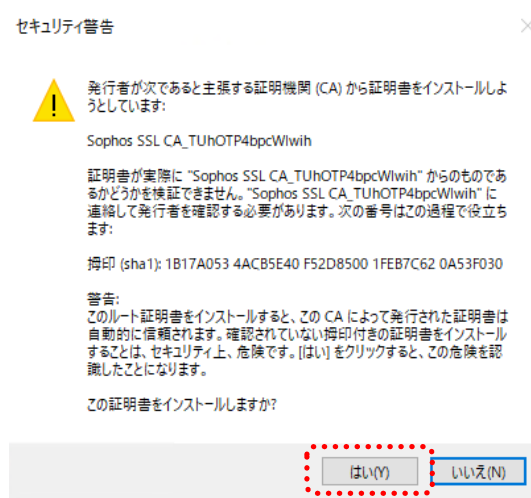 セキュリティ警告
発行者が次であると主張する証明機関 (CA) から証明書をインストールしよ
うとしています:
Sophos SSL CA_TUhOTP4bpcWlwih
証明書が実際に "Sophos SSL CA_TUhOTP4bpcWlwih" からのものであ
るかどうかを検証できません。"Sophos SSL CA_TUhOTP4bpcWlwih" に
連絡して発行者を確認する必要があります。次の番号はこの過程で役立ち
ます:
拇印 (sha1): 1B17A053 4ACB5E40 F52D8500 1FEB7C62 0A53F030
警告:
このルート証明書をインストールすると、この CA によって発行された証明書は
自動的に信頼されます。確認されていない拇印付きの証明書をインストール
することは、セキュリティ上、危険です。[はい] をクリックすると、この危険を認
識したことになります。
この証明書をインストールしますか?
はい(Y)
いいえ(N)